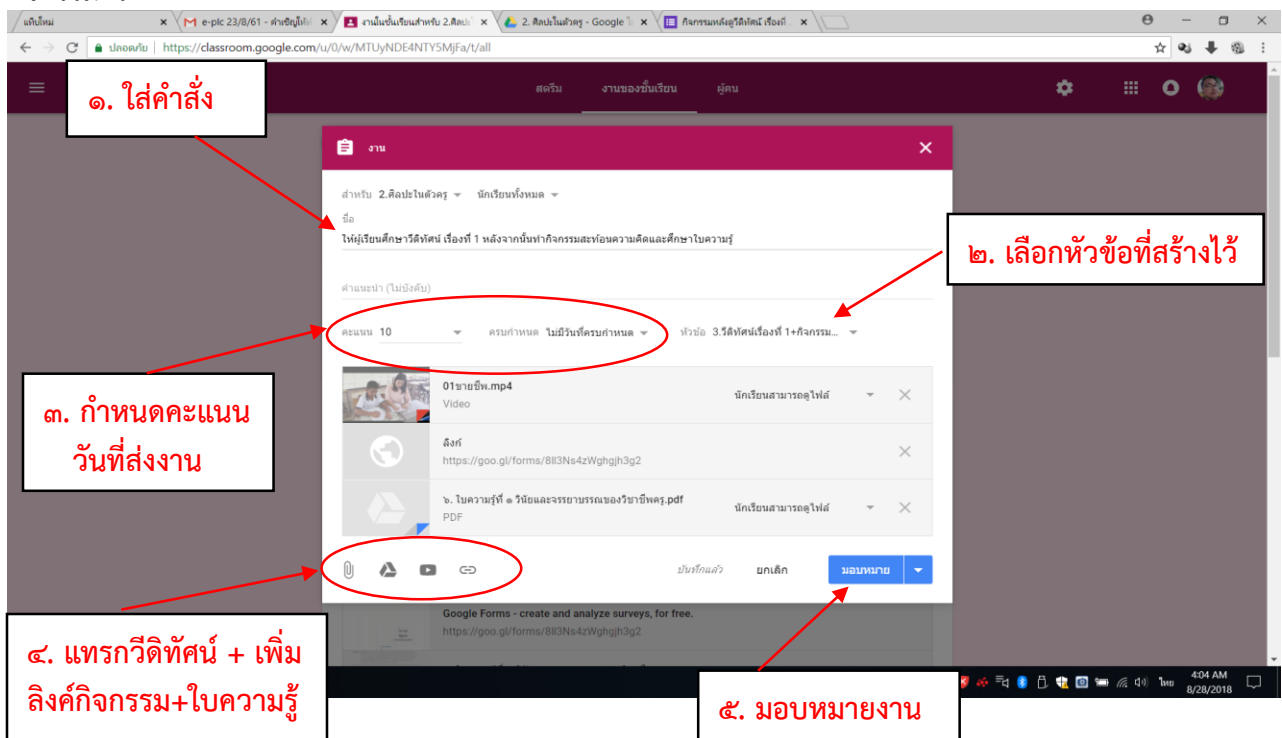 แท็บใหม่
e-plc 23/8/61 - คำเชิญให้เ
งานในชั้นเรียนสำหรับ 2.ศิลปะ
2. ศิลปะในตัวครู - Google ไ
กิจกรรมหลังดูวีดิทัศน์ เรื่องที่
ปลอดภัย
https://classroom.google.com/u/0/w/MTUyNDE4NTY5MjFa/t/all
๑. ใส่คำสั่ง
สตรีม
งานของชั้นเรียน
ผู้คน
งาน
สำหรับ 2.ศิลปะในตัวครู นักเรียนทั้งหมด
ชื่อ
ให้ผู้เรียนศึกษาวีดิทัศน์ เรื่องที่ 1 หลังจากนั้นทำกิจกรรมสะท้อนความคิดและศึกษาใบความรู้
๒. เลือกหัวข้อที่สร้างไว้
คำแนะนำ (ไม่บังคับ)
คะแนน 10 ครบกำหนด ไม่มีวันที่ครบกำหนด หัวข้อ 3.วีดิทัศน์เรื่องที่ 1+กิจกรรม...
๓. กำหนดคะแนน
วันที่ส่งงาน
01ขายชีพ.mp4
Video
นักเรียนสามารถดูไฟล์
ลิงก์
https://goo.gl/forms/8lI3Ns4zWghgjh3g2
๖. ใบความรู้ที่ ๑ วินัยและจรรยาบรรณของวิชาชีพครู.pdf
PDF
นักเรียนสามารถดูไฟล์
บันทึกแล้ว
ยกเลิก
มอบหมาย
Google Forms - create and analyze surveys, for free.
https://goo.gl/forms/8lI3Ns4zWghgjh3g2
๔. แทรกวีดิทัศน์ + เพิ่ม
ลิงค์กิจกรรม+ใบความรู้
๕. มอบหมายงาน
ไทย
4:04 AM
8/28/2018